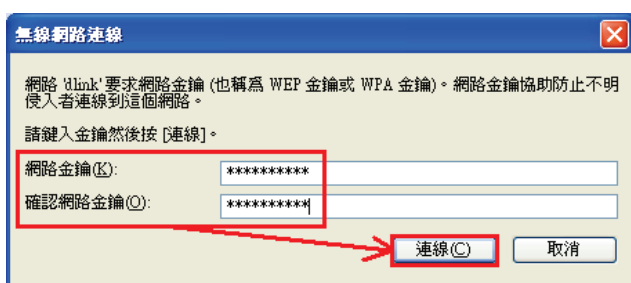 無線網路連線
網路 'dlink' 要求網路金鑰 (也稱為 WEP 金鑰或 WPA 金鑰)。網路金鑰協助防止不明
侵入者連線到這個網路。
請鍵入金鑰然後按 [連線]。
網路金鑰(K): **********
確認網路金鑰(O): **********
連線(C) 取消